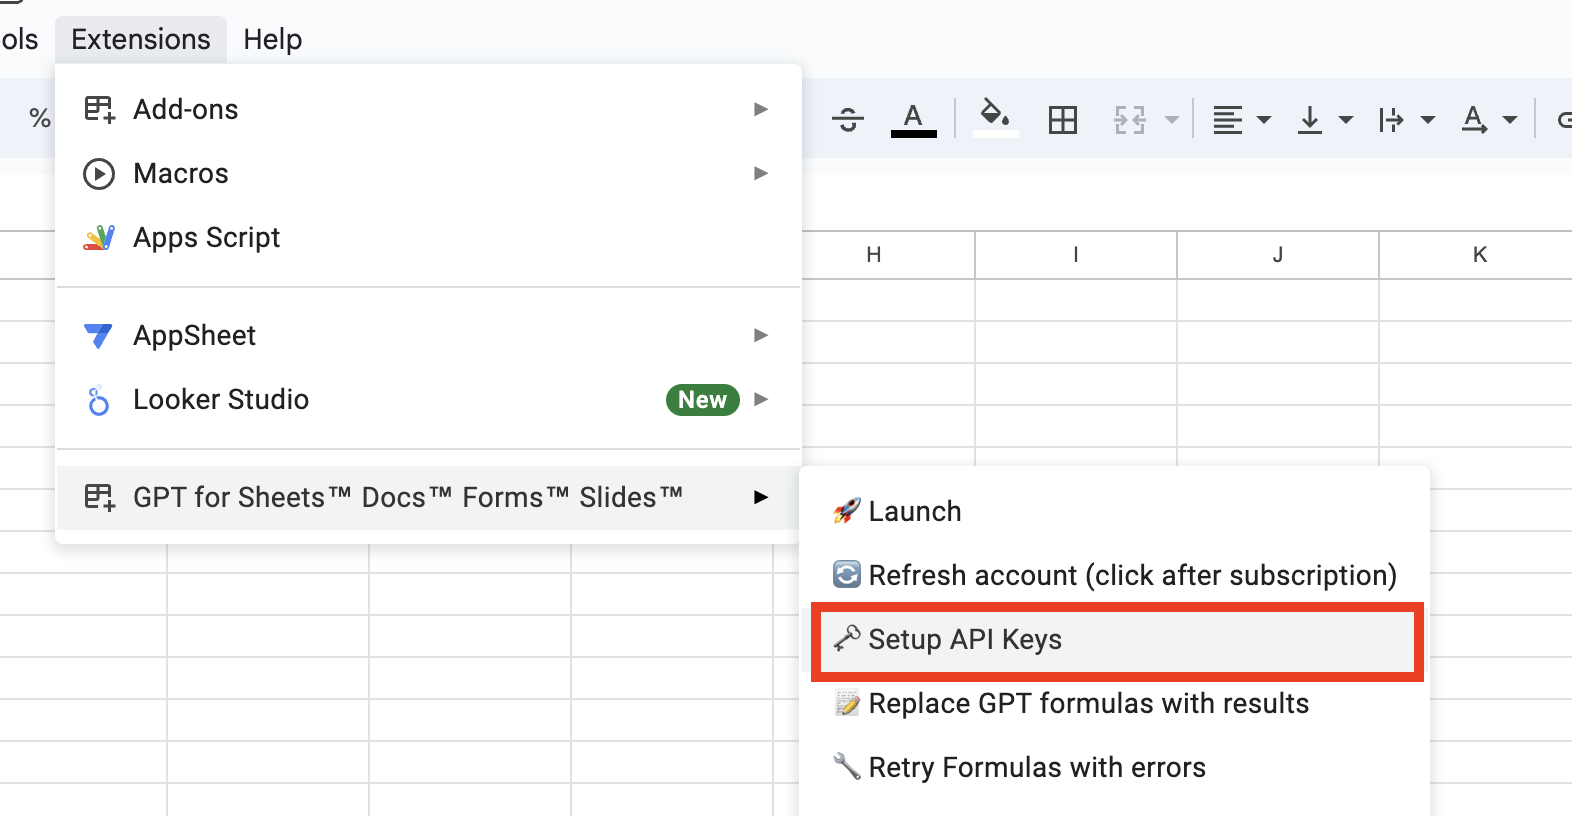 ols Extensions Help
%
Add-ons
Macros
Apps Script
AppSheet
Looker Studio New
GPT for Sheets™ Docs™ Forms™ Slides™
A
A
H I J K
Launch
Refresh account (click after subscription)
Setup API Keys
Replace GPT formulas with results
Retry Formulas with errors